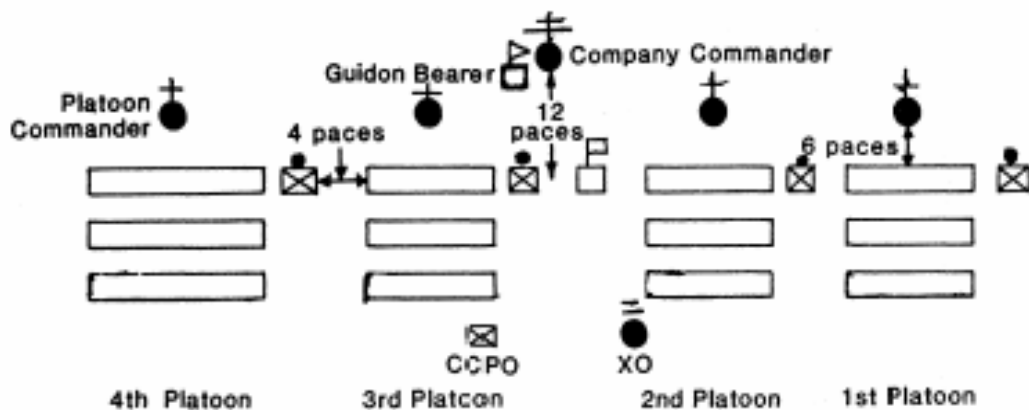 Company Commander
Guidon Bearer
Platoon
Commander
4 paces
12
paces
6 paces
CCPO
XO
4th Platoon
3rd Platoon
2nd Platoon
1st Platoon